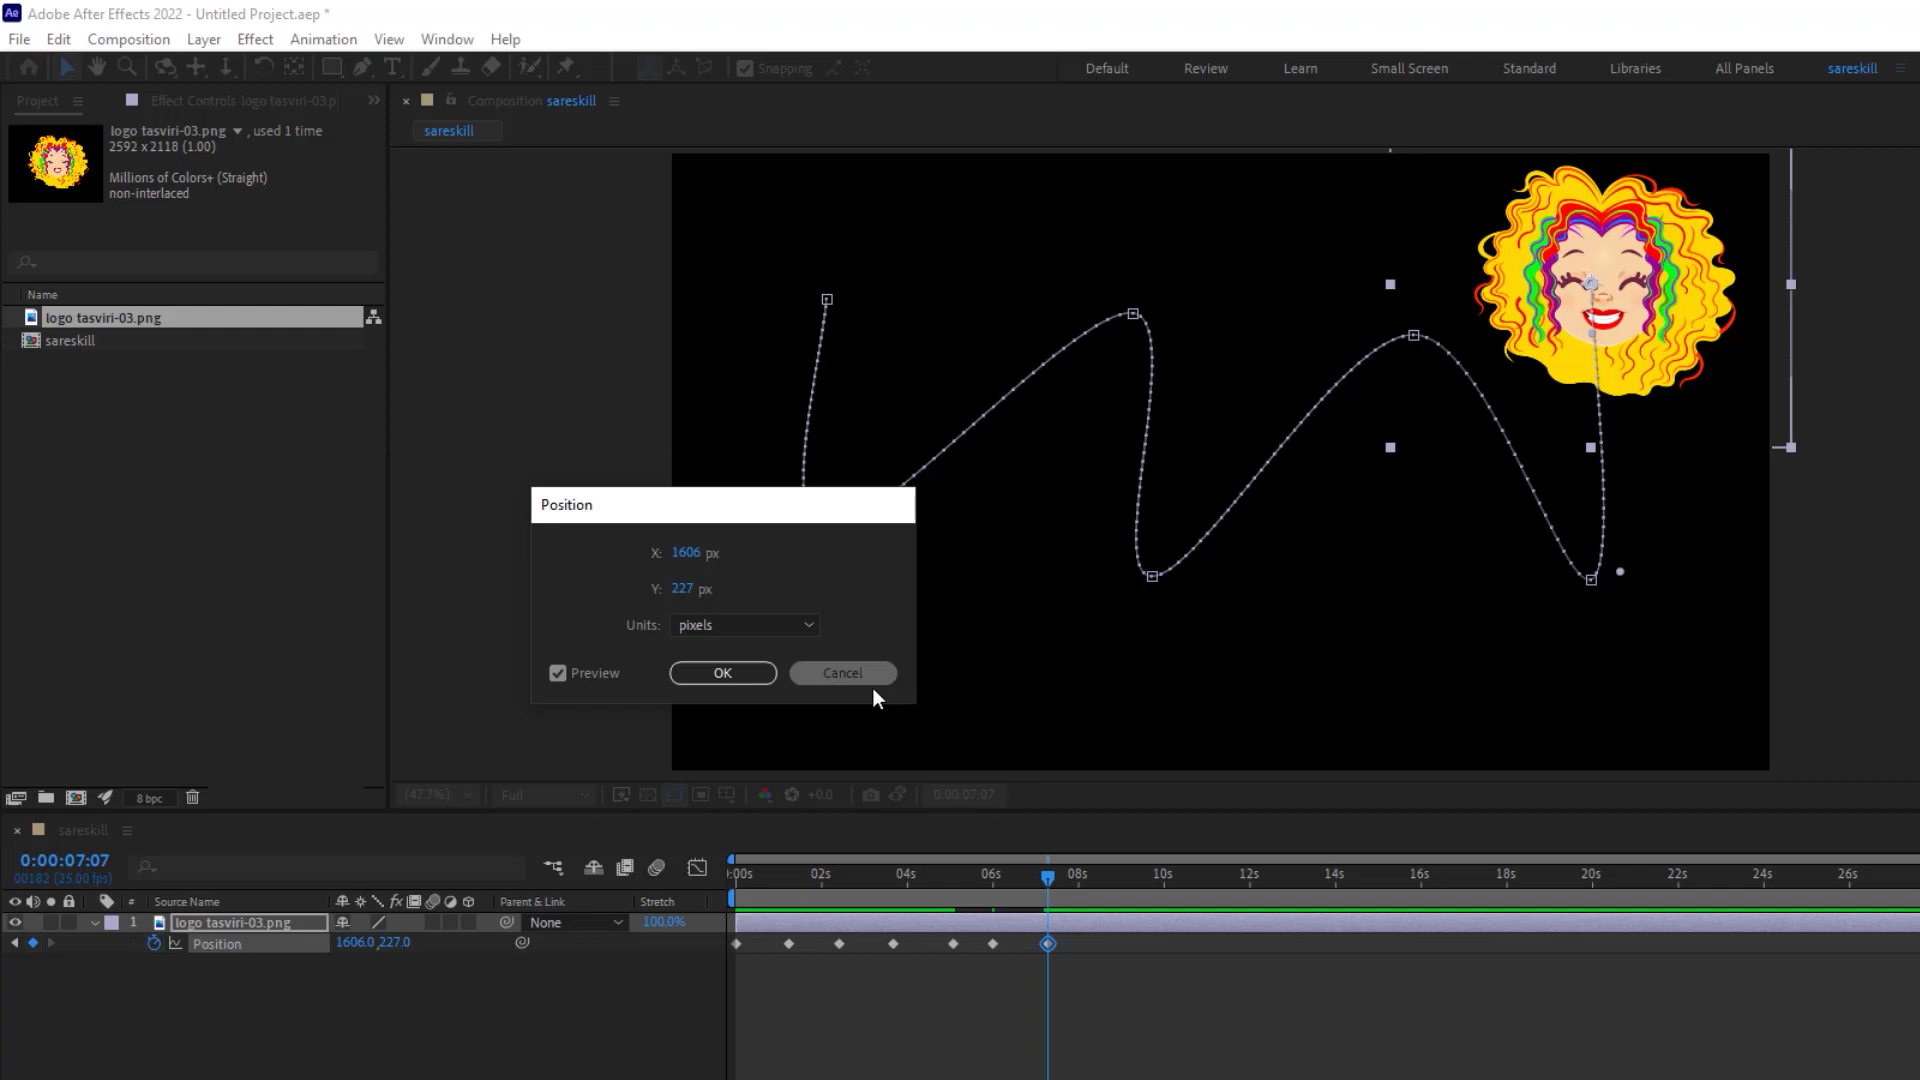 Ae Adobe After Effects 2022 - Untitled Project.aep *
File Edit Composition Layer Effect Animation View Window Help
Snapping Default Review Learn Small Screen Standard Libraries All Panels sareskill
Project Effect Controls logo tasviri-03.p
Composition sareskill
sareskill
logo tasviri-03.png , used 1 time
2592 x 2118 (1.00)
Millions of Colors+ (Straight)
non-interlaced
Name
logo tasviri-03.png
sareskill
Position
X: 1606 px
Y: 227 px
Units: pixels
Preview OK Cancel
8 bpc
(47.7%) Full +0.0 0:00:07:07
sareskill
0:00:07:07
00182 (25.00 fps)
:00s 02s 04s 06s 08s 10s 12s 14s 16s 18s 20s 22s 24s 26s
# Source Name fx Parent & Link Stretch
1 logo tasviri-03.png None 100.0%
Position 1606.0,227.0